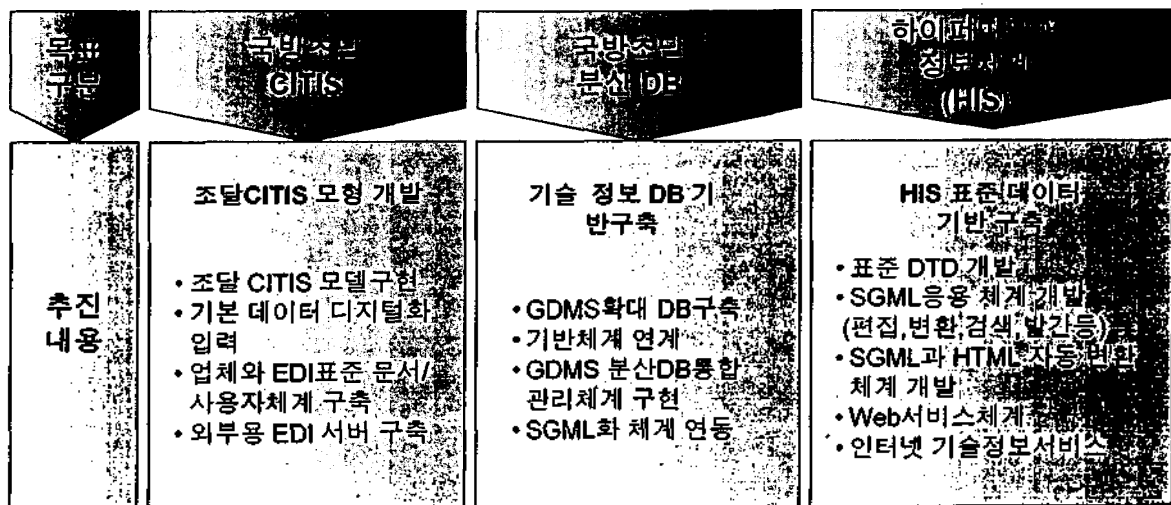 목표
구분
국방조달
CITIS
국방조달
분산 DB
하이퍼
정보
(HIS)
추진
내용
조달CITIS 모형 개발
• 조달 CITIS 모델구현
• 기본 데이터 디지털화
입력
• 업체와 EDI표준 문서/
사용자체계 구축
• 외부용 EDI 서버 구축
기술 정보 DB 기
반구축
• GDMS확대 DB구축
• 기반체계 연계
• GDMS 분산DB통합
관리체계 구현
• SGML화 체계 연동
HIS 표준 데이터
기반 구축
• 표준 DTD 개발
• SGML응용 체계 개발
(편집,변환,검색,발간등)
• SGML과 HTML 자동 변환
체계 개발
• Web서비스체계
• 인터넷 기술정보서비스